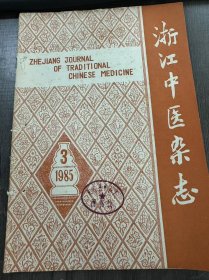 ZHEJIANG JOURNAL
OF TRADITIONAL
CHINESE MEDICINE
浙江中医杂志
3
1985